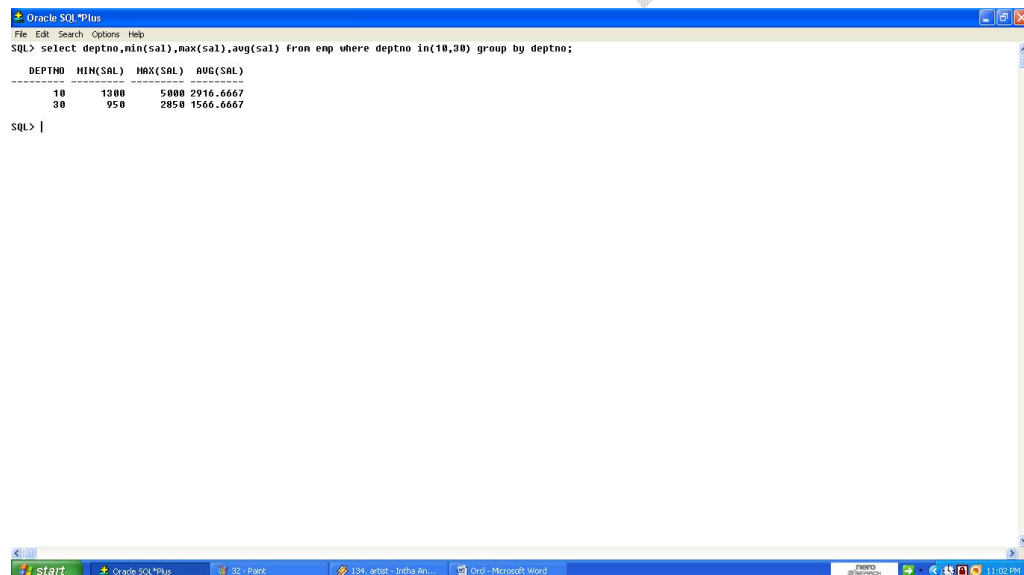 Oracle SQL*Plus
File Edit Search Options Help
SQL> select deptno,min(sal),max(sal),avg(sal) from emp where deptno in(10,30) group by deptno;
DEPTNO MIN(SAL) MAX(SAL) AVG(SAL)
--------- --------- --------- ---------
10 1300 5000 2916.6667
30 950 2850 1566.6667
SQL>
start Oracle SQL*Plus 32 - Paint 134. artist - Intha An... Orcl - Microsoft Word nero SEARCH 11:02 PM